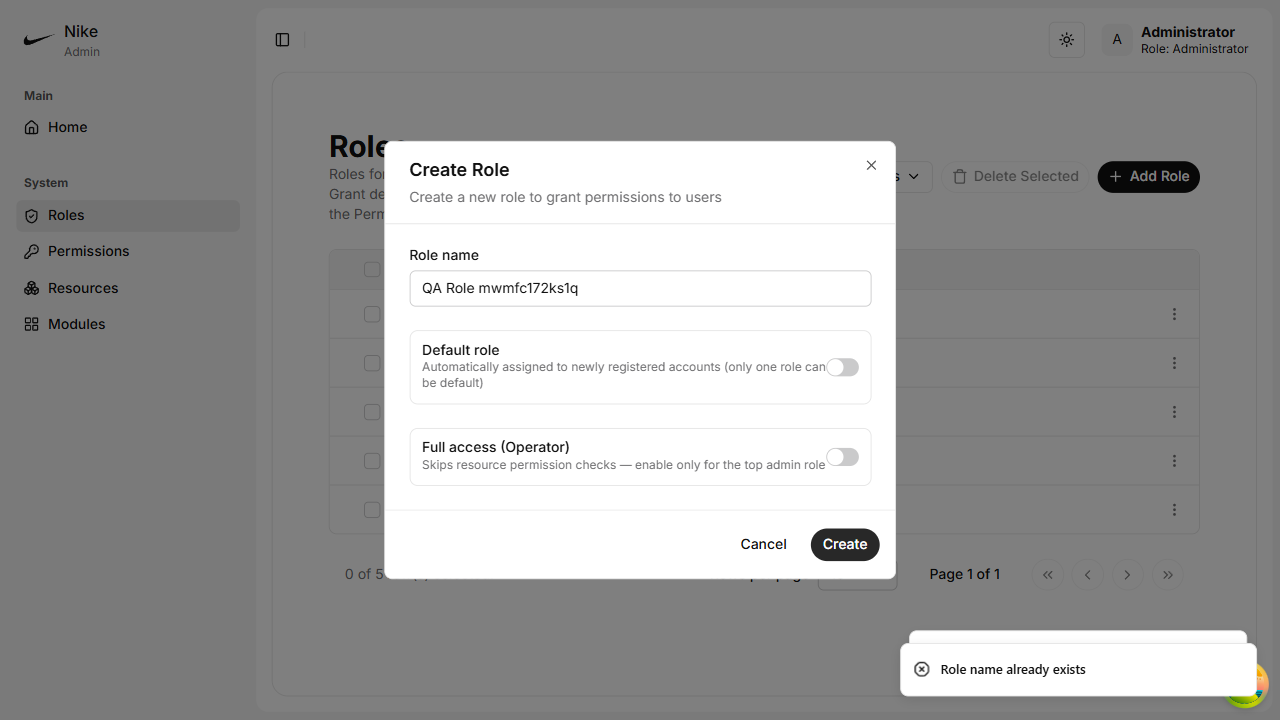 Nike
Admin
Main
Home
System
Roles
Permissions
Resources
Modules
A
Administrator
Role: Administrator
Roles for
Grant de
the Perm
Delete Selected
Add Role
Create Role
Create a new role to grant permissions to users
Role name
QA Role mwmfc172ks1q
Default role
Automatically assigned to newly registered accounts (only one role can
be default)
Full access (Operator)
Skips resource permission checks — enable only for the top admin role
Cancel
Create
0 of 5
Page 1 of 1
Role name already exists